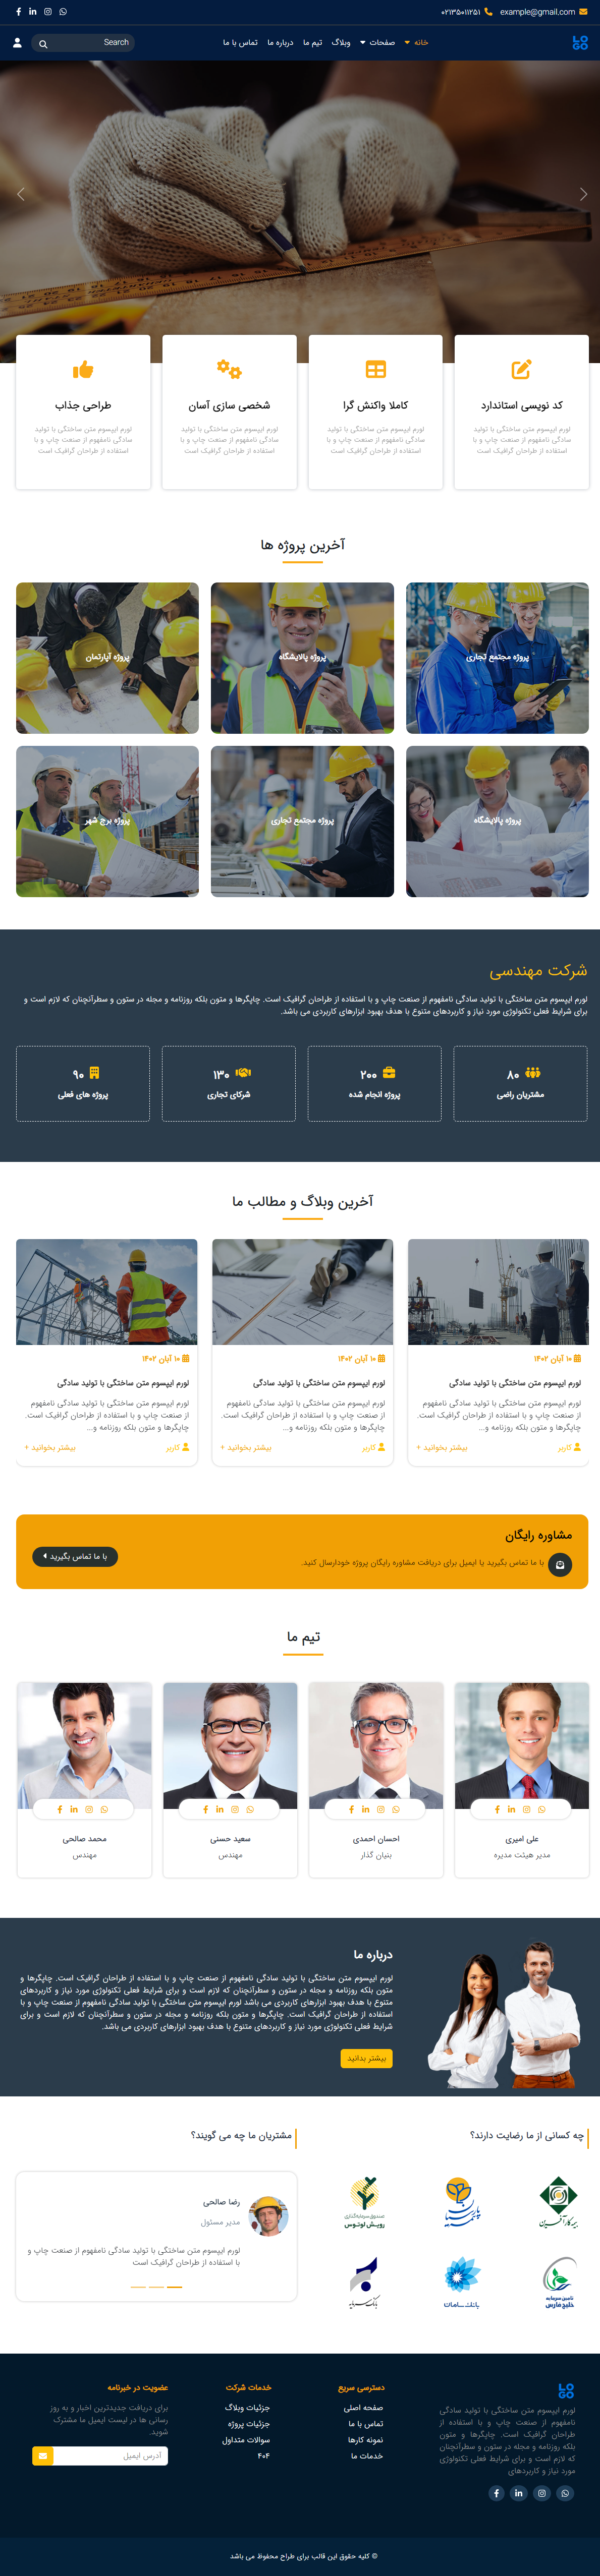 example@gmail.com ۰۲۱۳۵۰۱۱۲۵۱
LOGO
خانه صفحات وبلاگ تیم ما درباره ما تماس با ما
Search
کد نویسی استاندارد
لورم ایپسوم متن ساختگی با تولید
سادگی نامفهوم از صنعت چاپ و با
استفاده از طراحان گرافیک است
کاملا واکنش گرا
لورم ایپسوم متن ساختگی با تولید
سادگی نامفهوم از صنعت چاپ و با
استفاده از طراحان گرافیک است
شخصی سازی آسان
لورم ایپسوم متن ساختگی با تولید
سادگی نامفهوم از صنعت چاپ و با
استفاده از طراحان گرافیک است
طراحی جذاب
لورم ایپسوم متن ساختگی با تولید
سادگی نامفهوم از صنعت چاپ و با
استفاده از طراحان گرافیک است
آخرین پروژه ها
پروژه مجتمع تجاری
پروژه پالایشگاه
پروژه آپارتمان
پروژه پالایشگاه
پروژه مجتمع تجاری
پروژه برج شهر
شرکت مهندسی
لورم ایپسوم متن ساختگی با تولید سادگی نامفهوم از صنعت چاپ و با استفاده از طراحان گرافیک است. چاپگرها و متون بلکه روزنامه و مجله در ستون و سطرآنچنان که لازم است و
برای شرایط فعلی تکنولوژی مورد نیاز و کاربردهای متنوع با هدف بهبود ابزارهای کاربردی می باشد.
۸۰
مشتریان راضی
۲۰۰
پروژه انجام شده
۱۳۰
شرکای تجاری
۹۰
پروژه های فعلی
آخرین وبلاگ و مطالب ما
۱۰ آبان ۱۴۰۲
لورم ایپسوم متن ساختگی با تولید سادگی
لورم ایپسوم متن ساختگی با تولید سادگی نامفهوم
از صنعت چاپ و با استفاده از طراحان گرافیک است.
چاپگرها و متون بلکه روزنامه و...
کاربر
بیشتر بخوانید +
۱۰ آبان ۱۴۰۲
لورم ایپسوم متن ساختگی با تولید سادگی
لورم ایپسوم متن ساختگی با تولید سادگی نامفهوم
از صنعت چاپ و با استفاده از طراحان گرافیک است.
چاپگرها و متون بلکه روزنامه و...
کاربر
بیشتر بخوانید +
۱۰ آبان ۱۴۰۲
لورم ایپسوم متن ساختگی با تولید سادگی
لورم ایپسوم متن ساختگی با تولید سادگی نامفهوم
از صنعت چاپ و با استفاده از طراحان گرافیک است.
چاپگرها و متون بلکه روزنامه و...
کاربر
بیشتر بخوانید +
مشاوره رایگان
با ما تماس بگیرید یا ایمیل برای دریافت مشاوره رایگان پروژه خودارسال کنید.
با ما تماس بگیرید
تیم ما
علی امیری
مدیر هیئت مدیره
احسان احمدی
بنیان گذار
سعید حسنی
مهندس
محمد صالحی
مهندس
درباره ما
لورم ایپسوم متن ساختگی با تولید سادگی نامفهوم از صنعت چاپ و با استفاده از طراحان گرافیک است. چاپگرها و
متون بلکه روزنامه و مجله در ستون و سطرآنچنان که لازم است و برای شرایط فعلی تکنولوژی مورد نیاز و کاربردهای
متنوع با هدف بهبود ابزارهای کاربردی می باشد لورم ایپسوم متن ساختگی با تولید سادگی نامفهوم از صنعت چاپ و با
استفاده از طراحان گرافیک است. چاپگرها و متون بلکه روزنامه و مجله در ستون و سطرآنچنان که لازم است و برای
شرایط فعلی تکنولوژی مورد نیاز و کاربردهای متنوع با هدف بهبود ابزارهای کاربردی می باشد.
بیشتر بدانید
چه کسانی از ما رضایت دارند؟
بیمه کارآفرین
صندوق سرمایه‌گذاری
رویش لوتوس
تامین سرمایه
خلیج فارس
بانک سامان
بانک سرمایه
مشتریان ما چه می گویند؟
رضا صالحی
مدیر مسئول
لورم ایپسوم متن ساختگی با تولید سادگی نامفهوم از صنعت چاپ و
با استفاده از طراحان گرافیک است
LOGO
لورم ایپسوم متن ساختگی با تولید سادگی
نامفهوم از صنعت چاپ و با استفاده از
طراحان گرافیک است. چاپگرها و متون
بلکه روزنامه و مجله در ستون و سطرآنچنان
که لازم است و برای شرایط فعلی تکنولوژی
مورد نیاز و کاربردهای
دسترسی سریع
صفحه اصلی
تماس با ما
نمونه کارها
خدمات ما
خدمات شرکت
جزئیات وبلاگ
جزئیات پروژه
سوالات متداول
۴۰۴
عضویت در خبرنامه
برای دریافت جدیدترین اخبار و به روز
رسانی ها در لیست ایمیل ما مشترک
شوید.
آدرس ایمیل
© کلیه حقوق این قالب برای طراح محفوظ می باشد